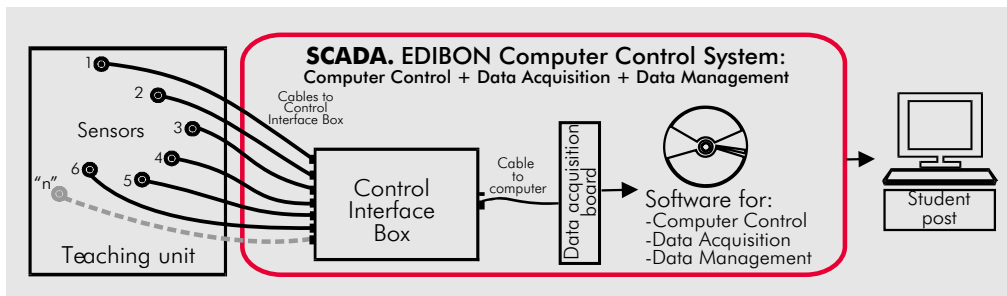 SCADA. EDIBON Computer Control System:
Computer Control + Data Acquisition + Data Management
1
2
Sensors
3
4
5
6
"n"
Teaching unit
Cables to
Control
Interface Box
Control
Interface
Box
Cable
to
computer
Data acquisition
board
Software for:
-Computer Control
-Data Acquisition
-Data Management
Student
post